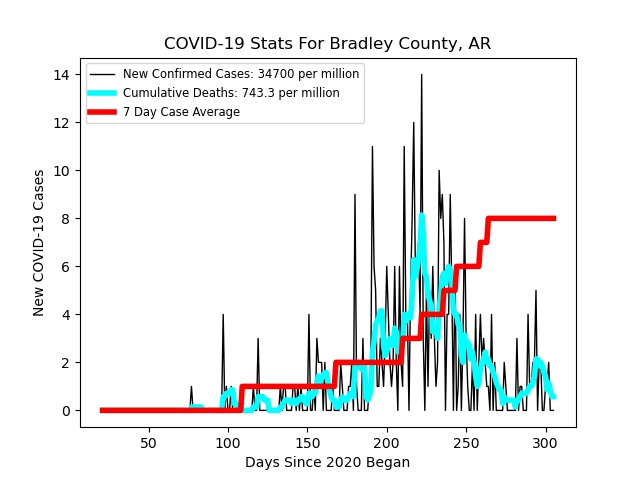 COVID-19 Stats For Bradley County, AR
New Confirmed Cases: 34700 per million
Cumulative Deaths: 743.3 per million
7 Day Case Average
14
12
10
8
6
4
2
0
New COVID-19 Cases
50 100 150 200 250 300
Days Since 2020 Began